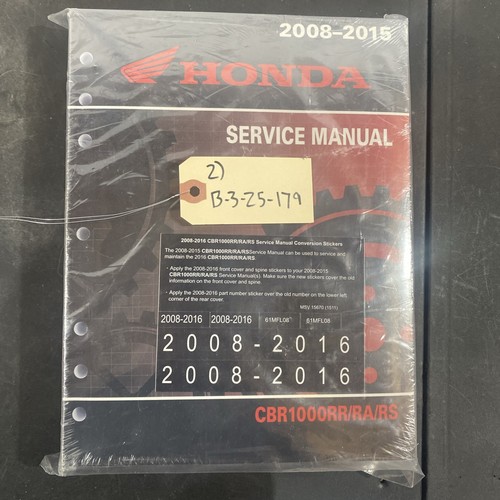 2008-2015
HONDA
SERVICE MANUAL
2)
B-3-25-179
2008-2016 CBR1000RR/RA/RS Service Manual Conversion Stickers
The 2008-2015 CBR1000RR/RA/RS Service Manual can be used to service and
maintain the 2016 CBR1000RR/RA/RS.
· Apply the 2008-2016 front cover and spine stickers to your 2008-2015
CBR1000RR/RA/RS Service Manual(s). Make sure the new stickers cover the old
information on the front cover and spine.
· Apply the 2008-2016 part number sticker over the old number on the lower left
corner of the rear cover.
MSV 15870 (1511)
2008-2016 2008-2016 61MFL08 61MFL08
2008-2016
2008-2016
CBR1000RR/RA/RS